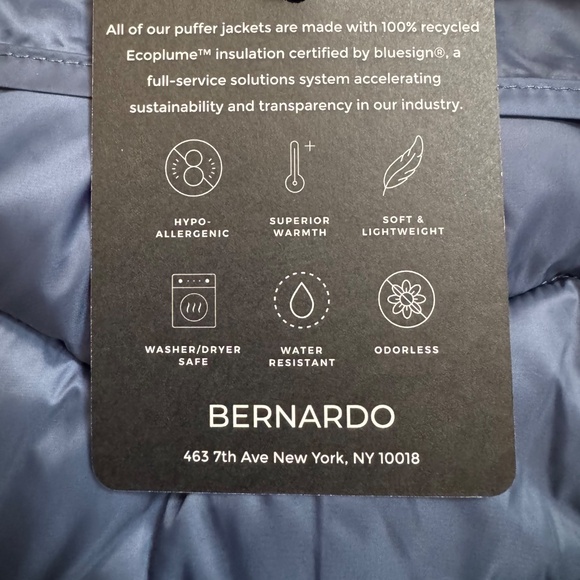 All of our puffer jackets are made with 100% recycled
Ecoplume™ insulation certified by bluesign®, a
full-service solutions system accelerating
sustainability and transparency in our industry.
HYPO-
ALLERGENIC
SUPERIOR
WARMTH
SOFT &
LIGHTWEIGHT
WASHER/DRYER
SAFE
WATER
RESISTANT
ODORLESS
BERNARDO
463 7th Ave New York, NY 10018